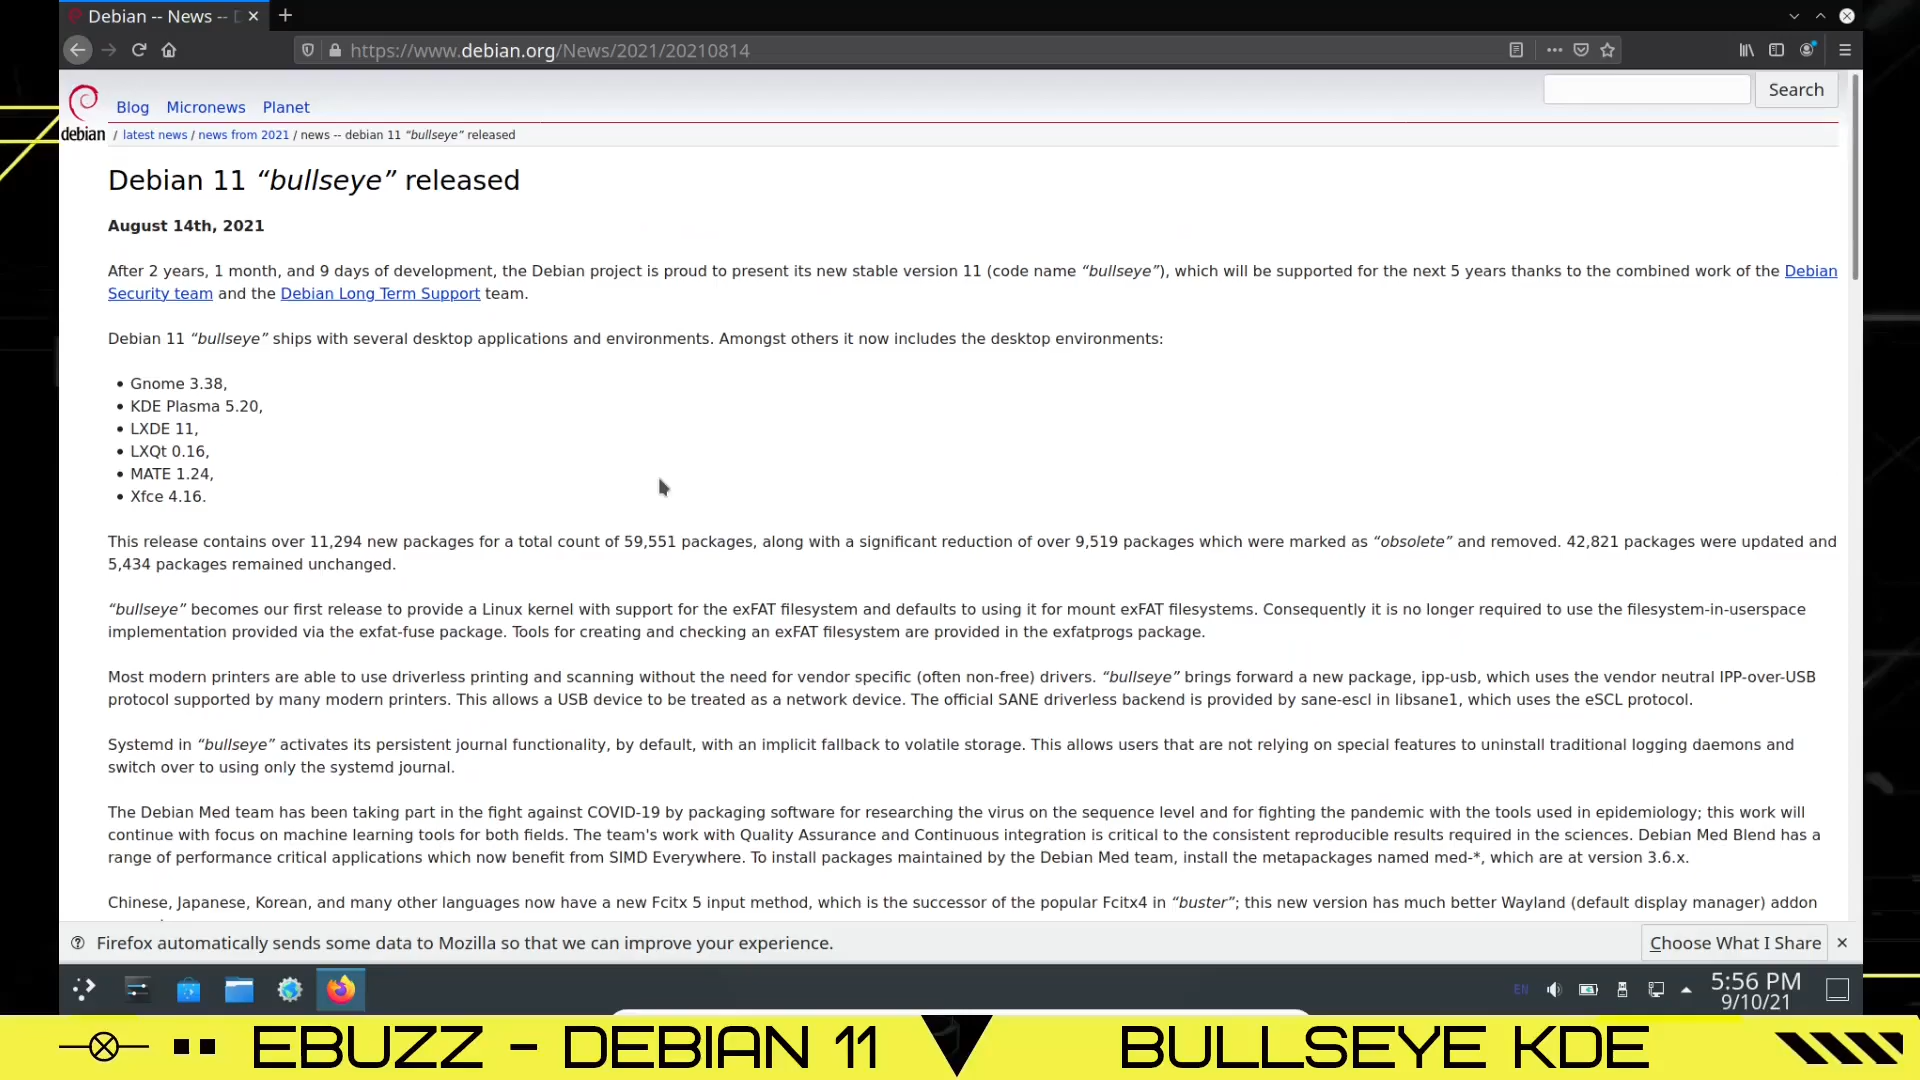 Debian -- News --
https://www.debian.org/News/2021/20210814
Blog Micronews Planet
Search
debian
/ latest news / news from 2021 / news -- debian 11 “bullseye” released
Debian 11 “bullseye” released
August 14th, 2021
After 2 years, 1 month, and 9 days of development, the Debian project is proud to present its new stable version 11 (code name “bullseye”), which will be supported for the next 5 years thanks to the combined work of the Debian
Security team and the Debian Long Term Support team.
Debian 11 “bullseye” ships with several desktop applications and environments. Amongst others it now includes the desktop environments:
• Gnome 3.38,
• KDE Plasma 5.20,
• LXDE 11,
• LXQt 0.16,
• MATE 1.24,
• Xfce 4.16.
This release contains over 11,294 new packages for a total count of 59,551 packages, along with a significant reduction of over 9,519 packages which were marked as “obsolete” and removed. 42,821 packages were updated and
5,434 packages remained unchanged.
“bullseye” becomes our first release to provide a Linux kernel with support for the exFAT filesystem and defaults to using it for mount exFAT filesystems. Consequently it is no longer required to use the filesystem-in-userspace
implementation provided via the exfat-fuse package. Tools for creating and checking an exFAT filesystem are provided in the exfatprogs package.
Most modern printers are able to use driverless printing and scanning without the need for vendor specific (often non-free) drivers. “bullseye” brings forward a new package, ipp-usb, which uses the vendor neutral IPP-over-USB
protocol supported by many modern printers. This allows a USB device to be treated as a network device. The official SANE driverless backend is provided by sane-escl in libsane1, which uses the eSCL protocol.
Systemd in “bullseye” activates its persistent journal functionality, by default, with an implicit fallback to volatile storage. This allows users that are not relying on special features to uninstall traditional logging daemons and
switch over to using only the systemd journal.
The Debian Med team has been taking part in the fight against COVID-19 by packaging software for researching the virus on the sequence level and for fighting the pandemic with the tools used in epidemiology; this work will
continue with focus on machine learning tools for both fields. The team's work with Quality Assurance and Continuous integration is critical to the consistent reproducible results required in the sciences. Debian Med Blend has a
range of performance critical applications which now benefit from SIMD Everywhere. To install packages maintained by the Debian Med team, install the metapackages named med-*, which are at version 3.6.x.
Chinese, Japanese, Korean, and many other languages now have a new Fcitx 5 input method, which is the successor of the popular Fcitx4 in “buster”; this new version has much better Wayland (default display manager) addon
Firefox automatically sends some data to Mozilla so that we can improve your experience.
Choose What I Share
EN
5:56 PM
9/10/21
EBUZZ - DEBIAN 11 BULLSEYE KDE